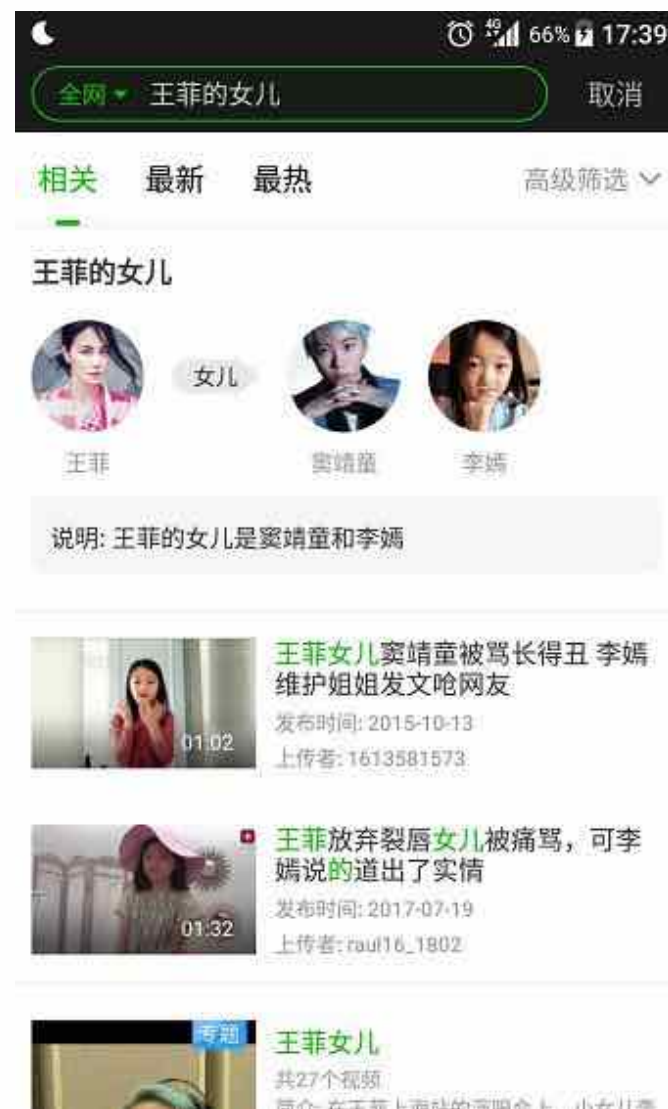 4G 66% 17:39
全网 王菲的女儿 取消
相关 最新 最热 高级筛选
王菲的女儿
女儿
王菲 窦靖童 李嫣
说明: 王菲的女儿是窦靖童和李嫣
王菲女儿窦靖童被骂长得丑 李嫣
维护姐姐发文呛网友
发布时间: 2015-10-13
上传者: 1613581573
01:02
王菲放弃裂唇女儿被痛骂，可李
嫣说的道出了实情
发布时间: 2017-07-19
上传者: raul16_1802
01:32
专题
王菲女儿
共27个视频